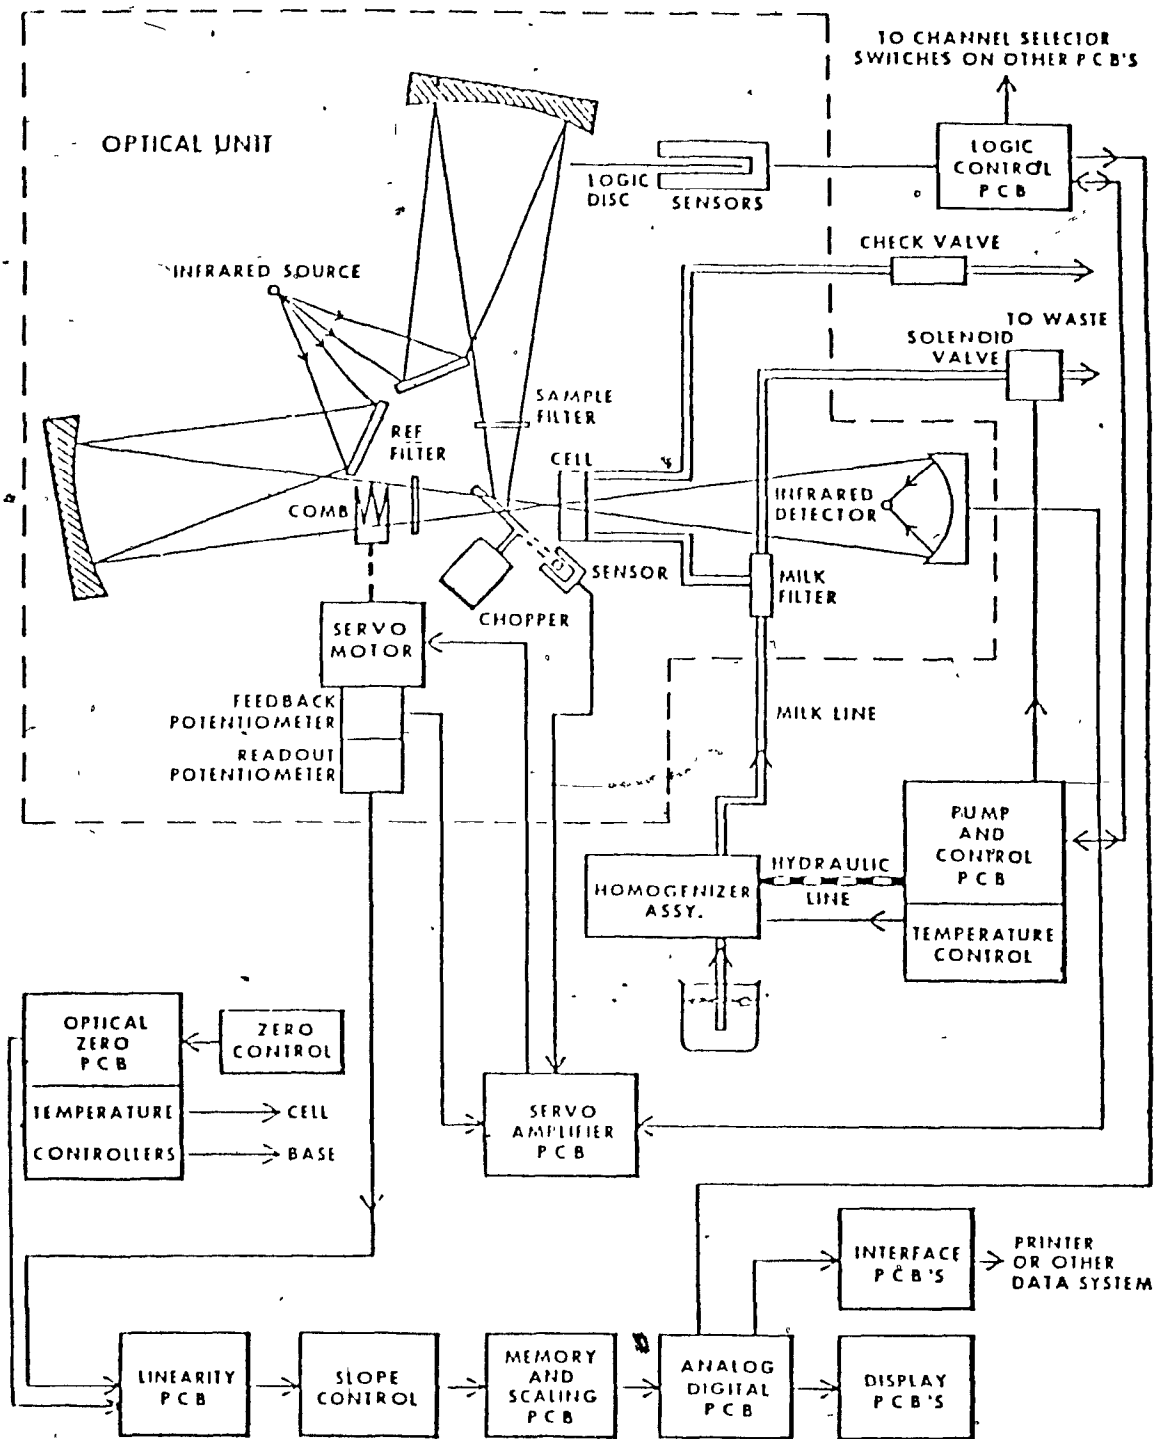 TO CHANNEL SELECTOR
SWITCHES ON OTHER PCB'S
OPTICAL UNIT
LOGIC
CONTROL
PCB
LOGIC
DISC
SENSORS
CHECK VALVE
INFRARED SOURCE
TO WASTE
SOLENOID
VALVE
SAMPLE
FILTER
REF
FILTER
CELL
COMB
INFRARED
DETECTOR
SENSOR
MILK
FILTER
CHOPPER
SERVO
MOTOR
FEEDBACK
POTENTIOMETER
MILK LINE
READOUT
POTENTIOMETER
PUMP
AND
CONTROL
PCB
HYDRAULIC
LINE
HOMOGENIZER
ASSY.
TEMPERATURE
CONTROL
OPTICAL
ZERO
PCB
ZERO
CONTROL
TEMPERATURE
CONTROLLERS
CELL
BASE
SERVO
AMPLIFIER
PCB
INTERFACE
PCB'S
PRINTER
OR OTHER
DATA SYSTEM
LINEARITY
PCB
SLOPE
CONTROL
MEMORY
AND
SCALING
PCB
ANALOG
DIGITAL
PCB
DISPLAY
PCB'S